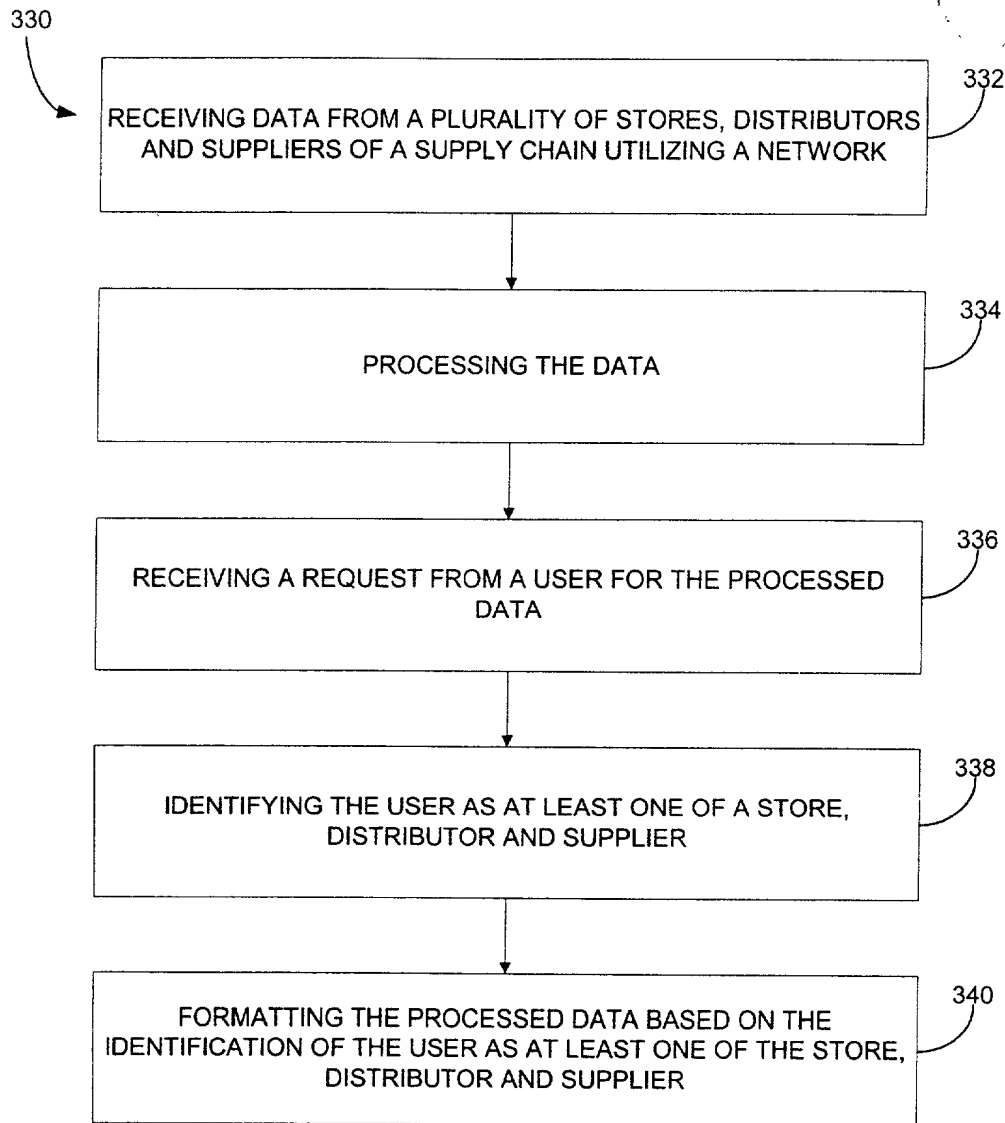 330
332
RECEIVING DATA FROM A PLURALITY OF STORES, DISTRIBUTORS
AND SUPPLIERS OF A SUPPLY CHAIN UTILIZING A NETWORK
334
PROCESSING THE DATA
336
RECEIVING A REQUEST FROM A USER FOR THE PROCESSED
DATA
338
IDENTIFYING THE USER AS AT LEAST ONE OF A STORE,
DISTRIBUTOR AND SUPPLIER
340
FORMATTING THE PROCESSED DATA BASED ON THE
IDENTIFICATION OF THE USER AS AT LEAST ONE OF THE STORE,
DISTRIBUTOR AND SUPPLIER